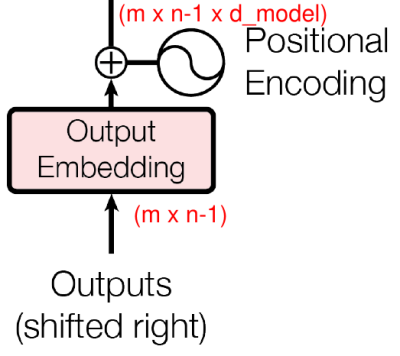 (m x n-1 x d_model)
Positional
Encoding
Output
Embedding
(m x n-1)
Outputs
(shifted right)